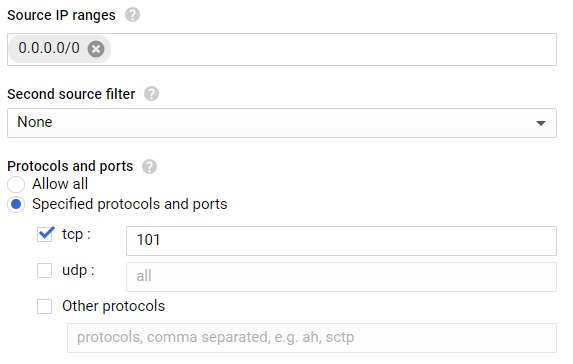 Source IP ranges ?
0.0.0.0/0
Second source filter ?
None
Protocols and ports ?
Allow all
Specified protocols and ports
tcp : 101
udp : all
Other protocols
protocols, comma separated, e.g. ah, sctp